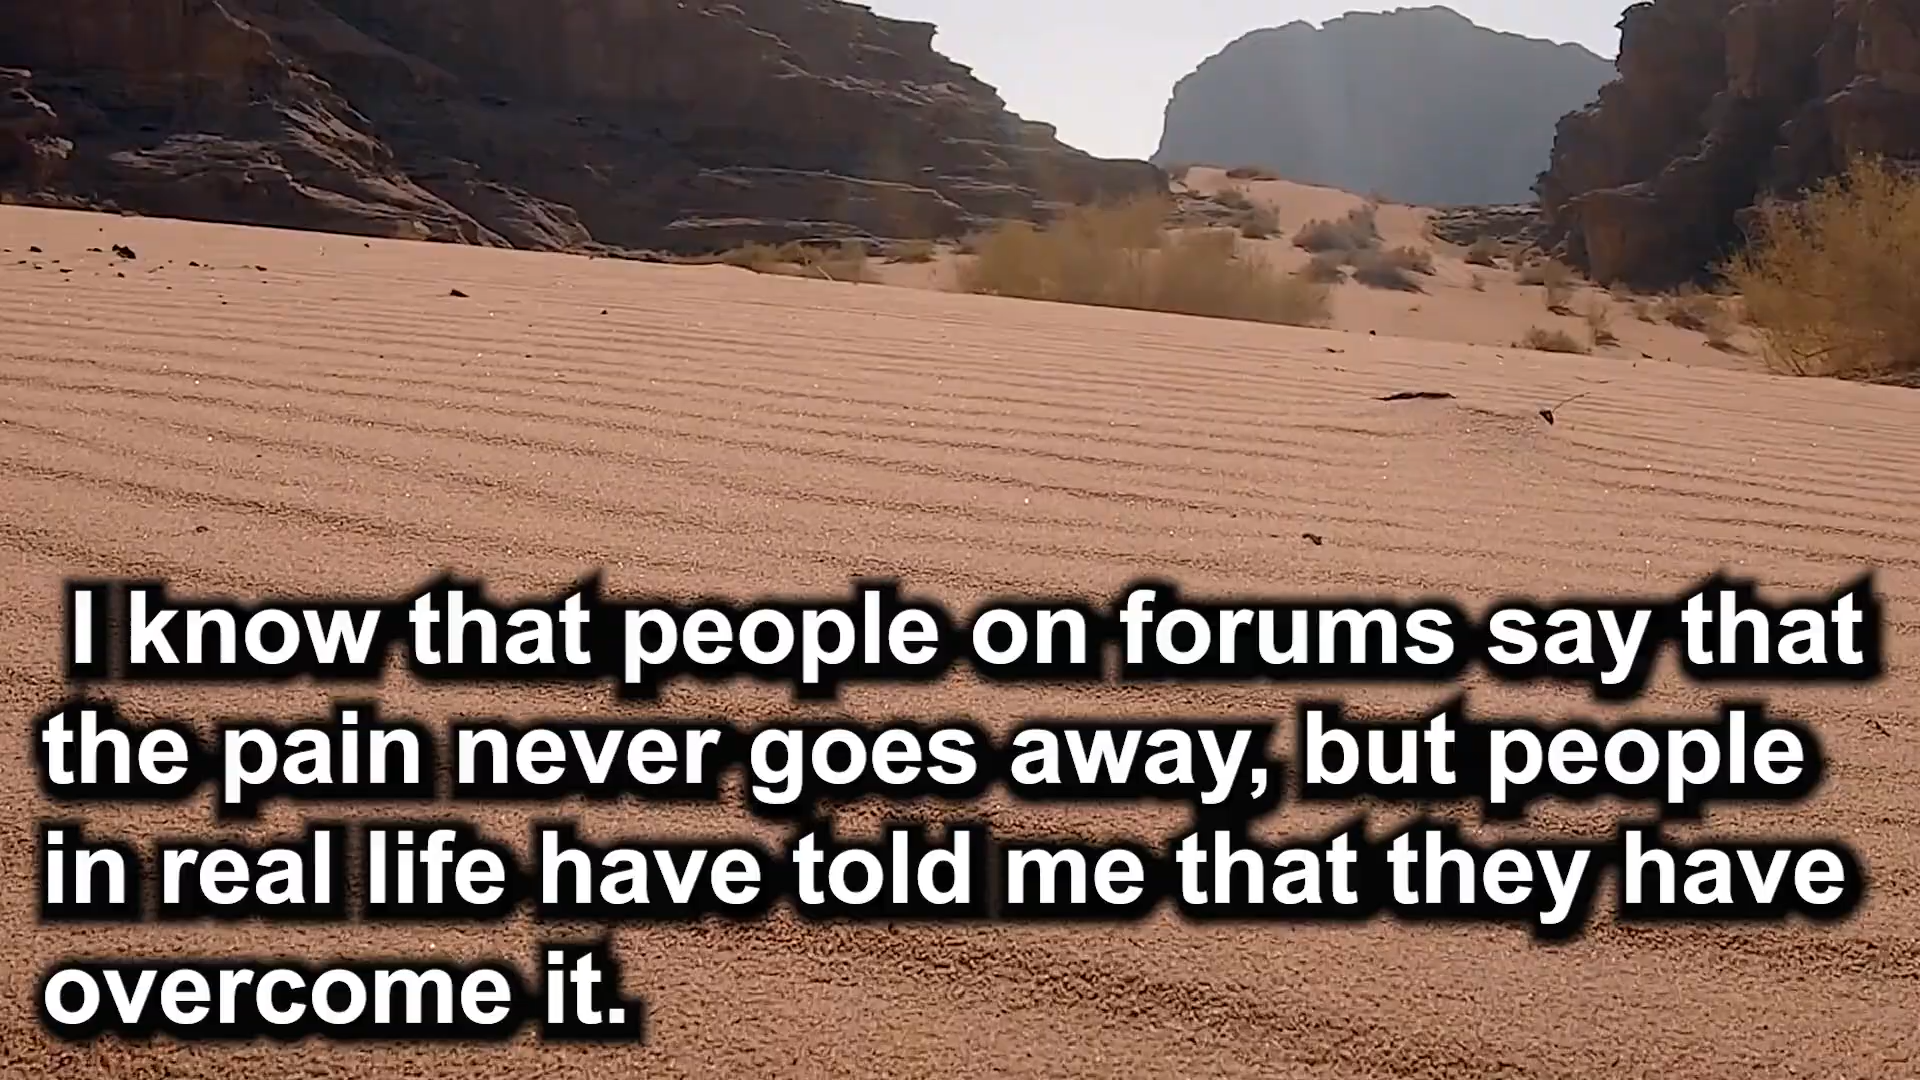 I know that people on forums say that
the pain never goes away, but people
in real life have told me that they have
overcome it.